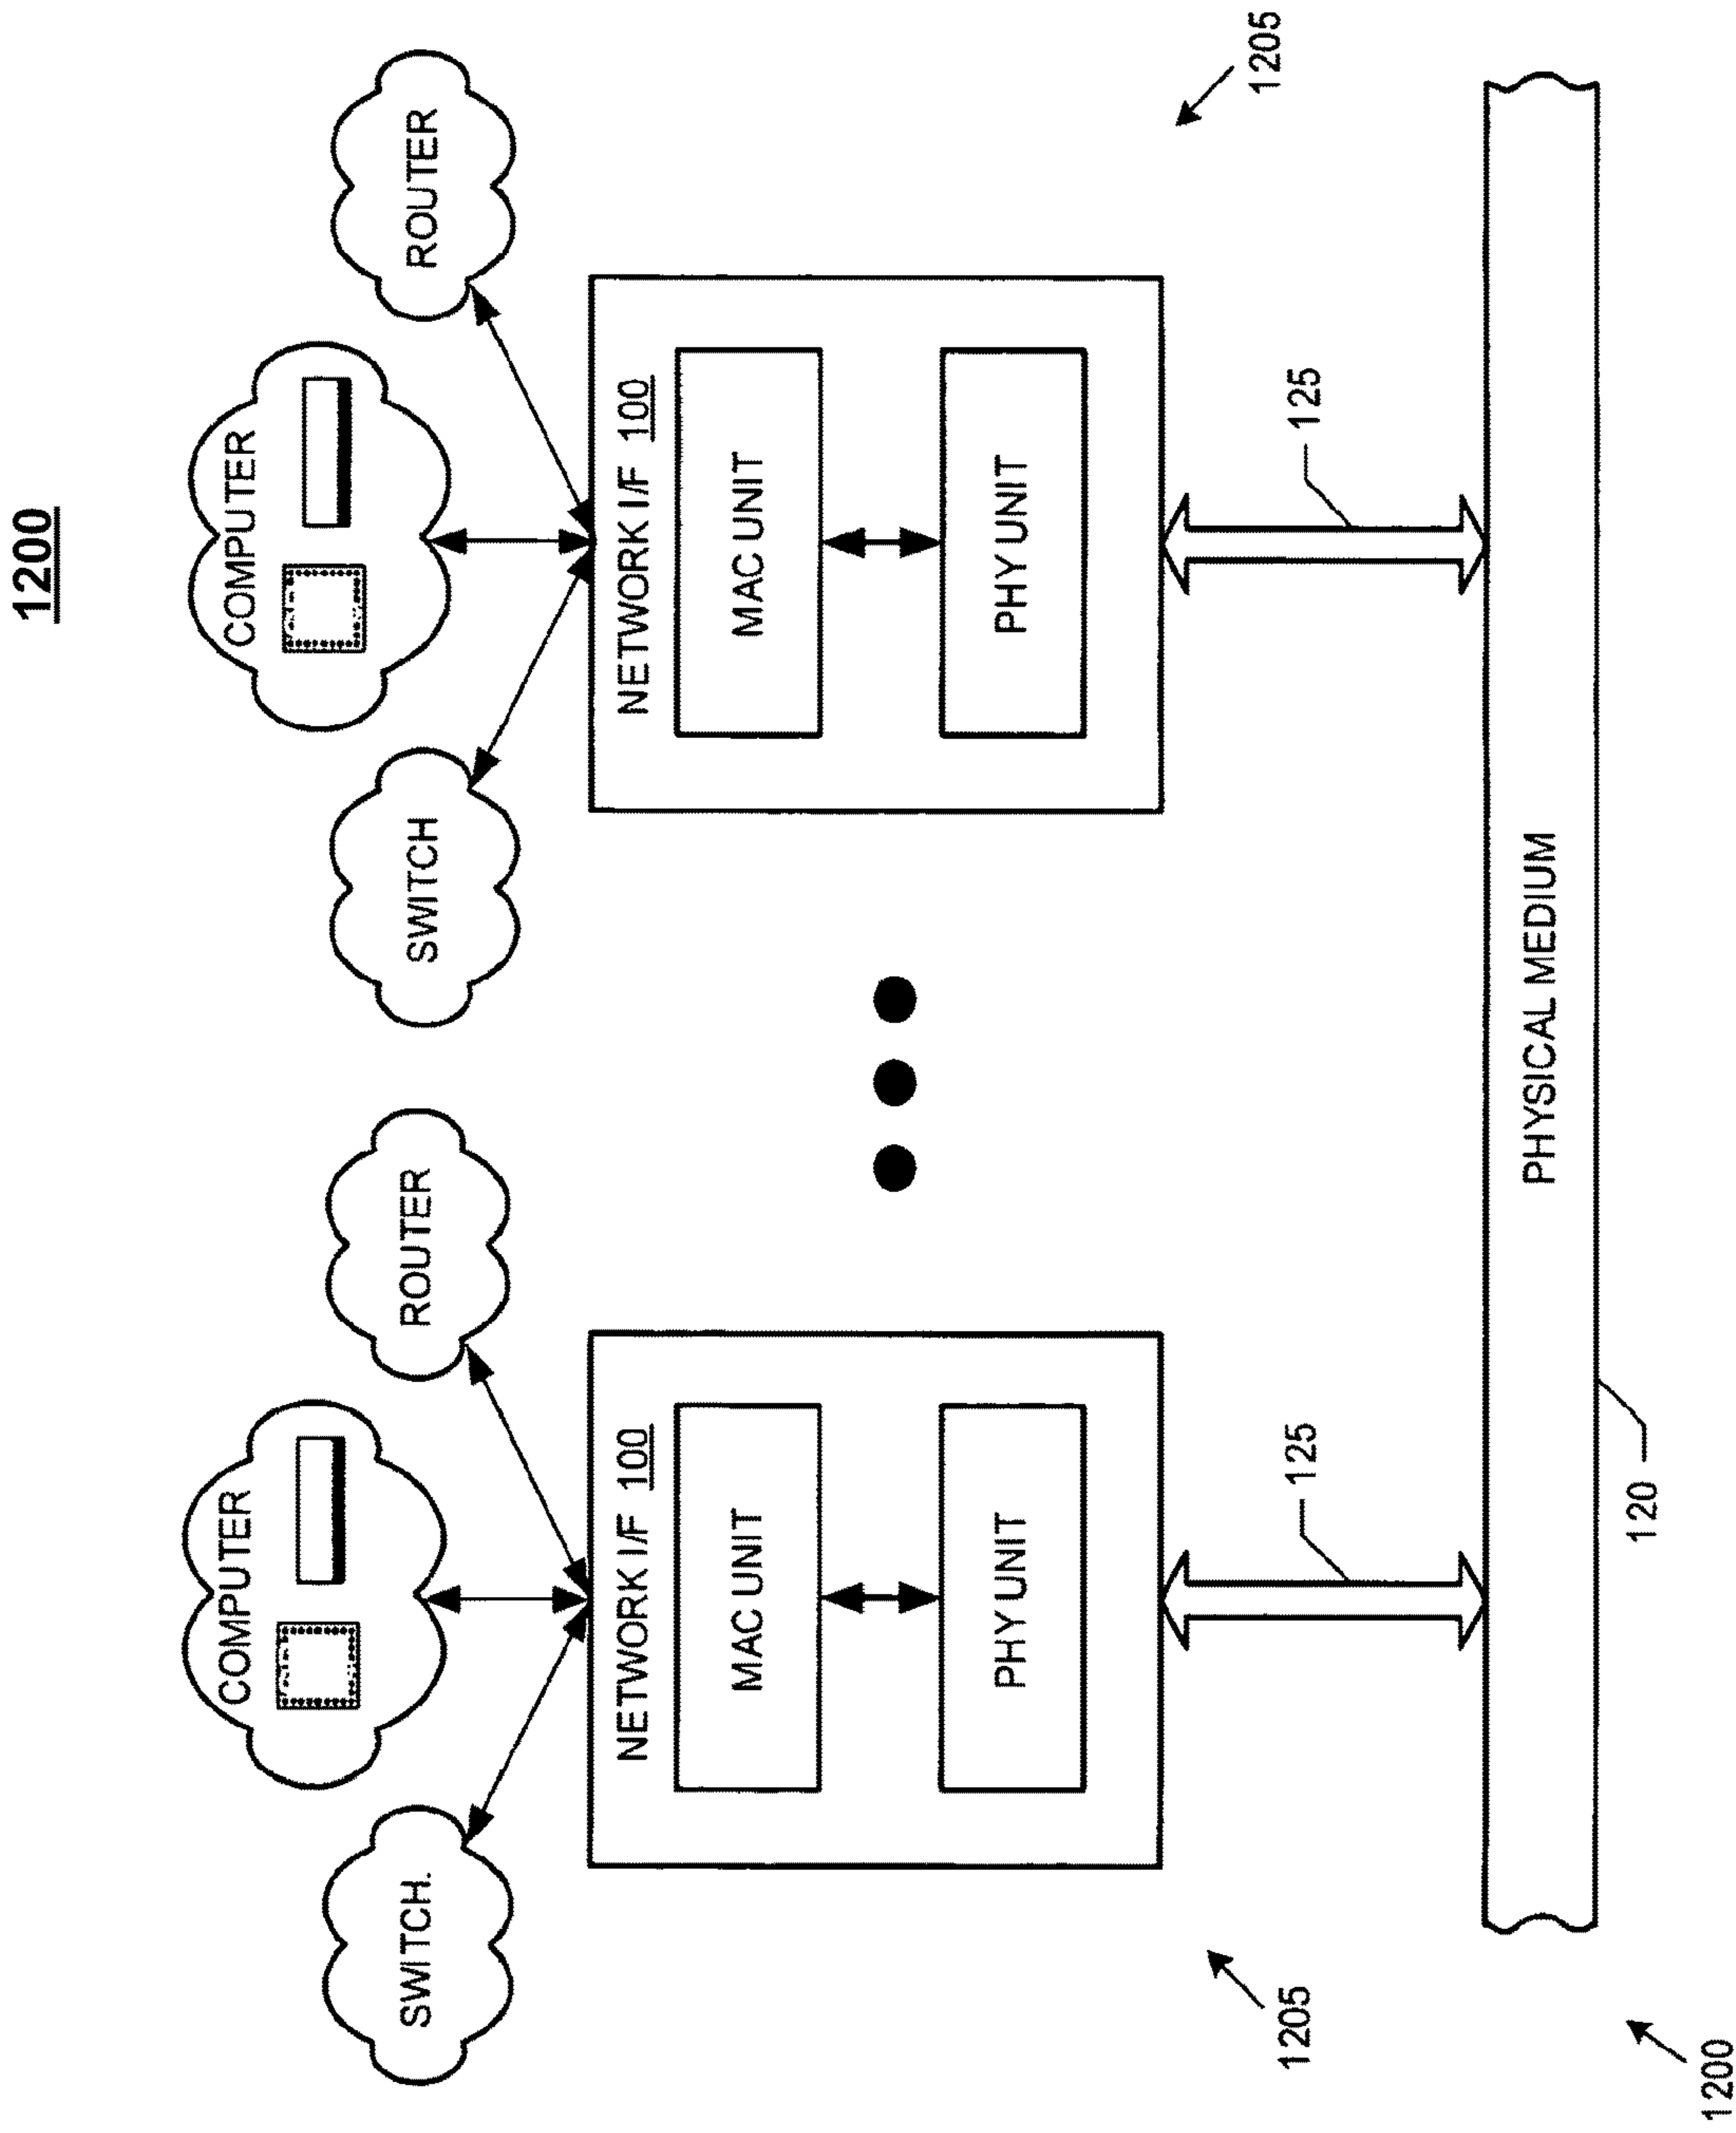 1200
COMPUTER
COMPUTER
SWITCH.
ROUTER
SWITCH
ROUTER
NETWORK I/F 100
NETWORK I/F 100
MAC UNIT
MAC UNIT
PHY UNIT
PHY UNIT
1205
125
125
1205
PHYSICAL MEDIUM
120
1200